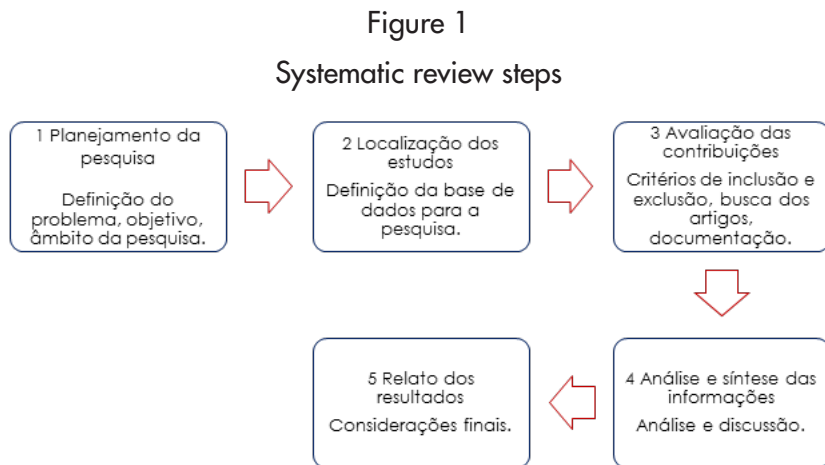 Figure 1
Systematic review steps
1 Planejamento da
pesquisa
Definição do
problema, objetivo,
âmbito da pesquisa.
2 Localização dos
estudos
Definição da base de
dados para a
pesquisa.
3 Avaliação das
contribuições
Critérios de inclusão e
exclusão, busca dos
artigos,
documentação.
4 Análise e síntese das
informações
Análise e discussão.
5 Relato dos
resultados
Considerações finais.